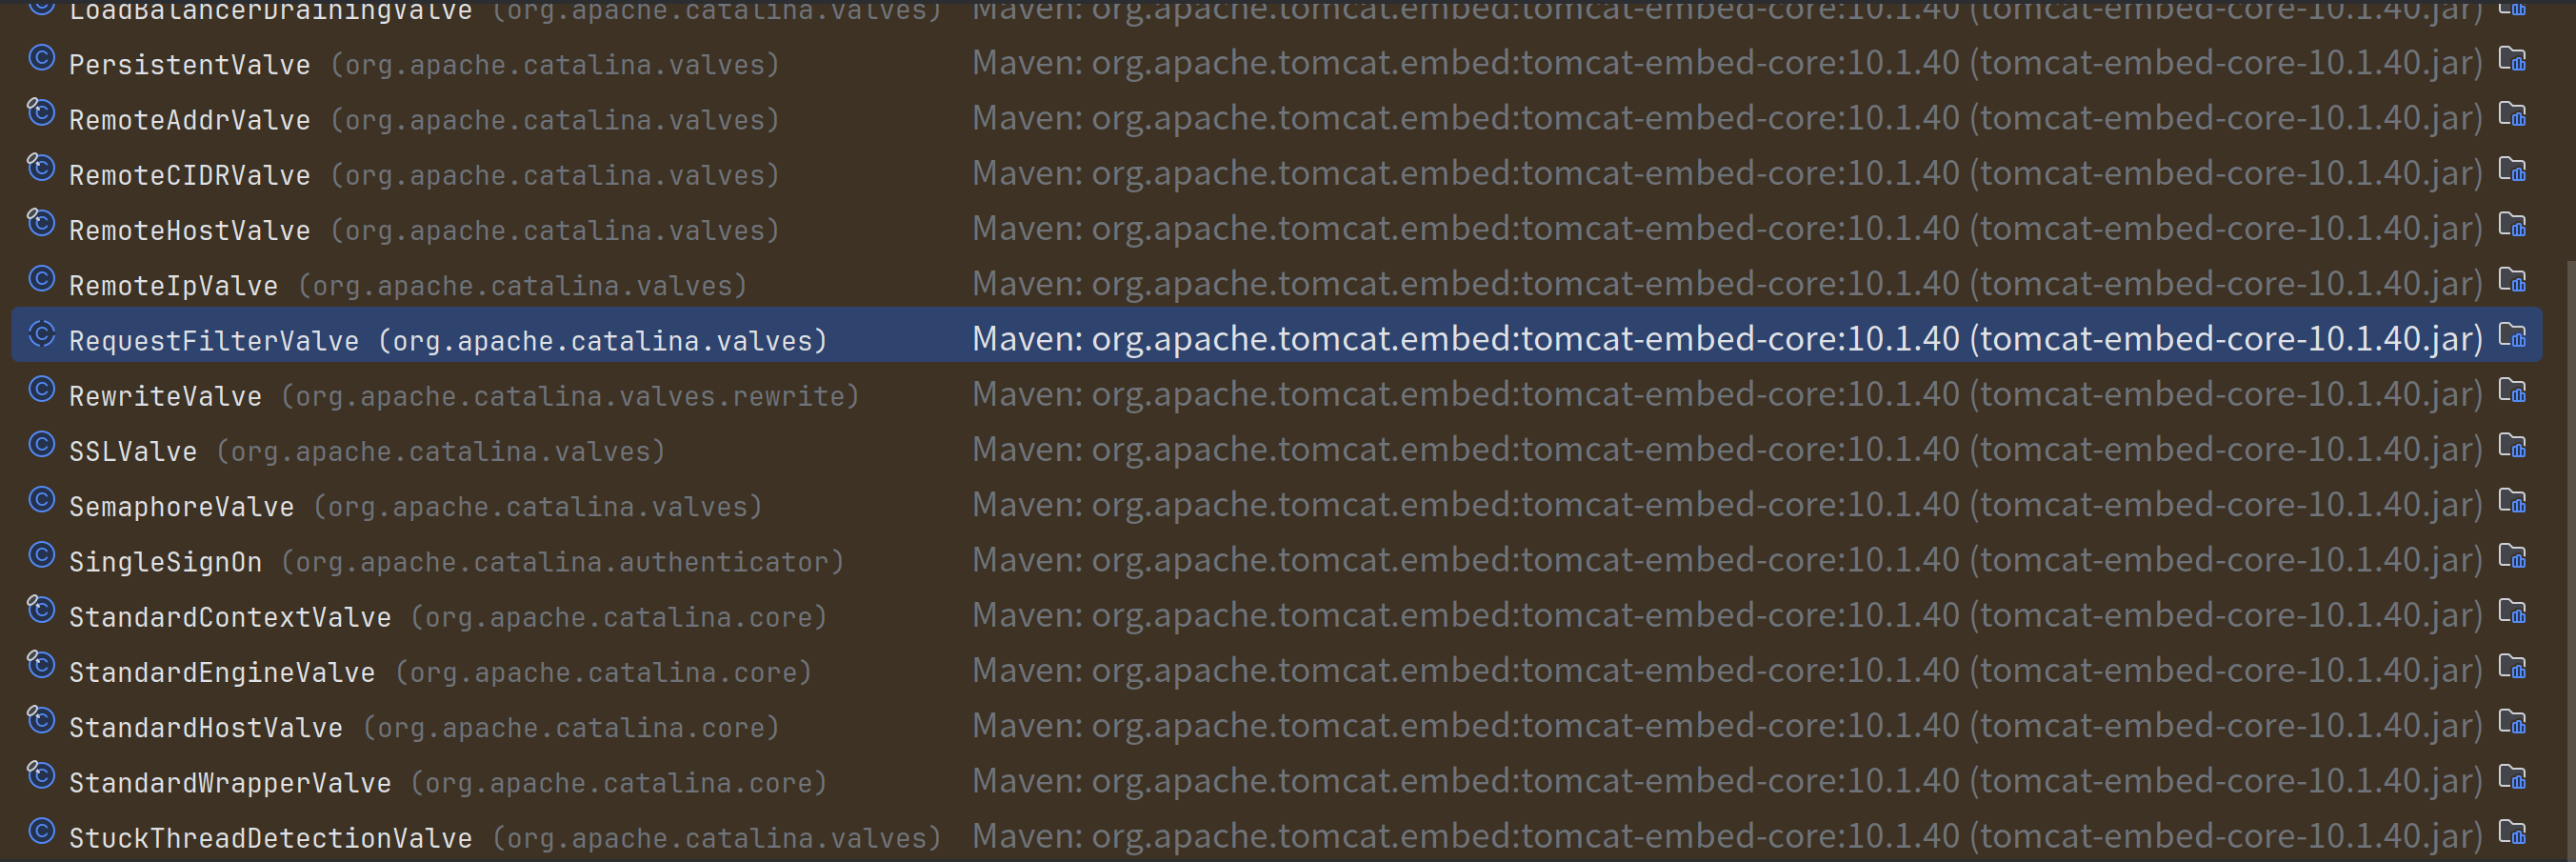 LoadBalancerDrainingValve (org.apache.catalina.valves) Maven: org.apache.tomcat.embed:tomcat-embed-core:10.1.40 (tomcat-embed-core-10.1.40.jar)
PersistentValve (org.apache.catalina.valves) Maven: org.apache.tomcat.embed:tomcat-embed-core:10.1.40 (tomcat-embed-core-10.1.40.jar)
RemoteAddrValve (org.apache.catalina.valves) Maven: org.apache.tomcat.embed:tomcat-embed-core:10.1.40 (tomcat-embed-core-10.1.40.jar)
RemoteCIDRValve (org.apache.catalina.valves) Maven: org.apache.tomcat.embed:tomcat-embed-core:10.1.40 (tomcat-embed-core-10.1.40.jar)
RemoteHostValve (org.apache.catalina.valves) Maven: org.apache.tomcat.embed:tomcat-embed-core:10.1.40 (tomcat-embed-core-10.1.40.jar)
RemoteIpValve (org.apache.catalina.valves) Maven: org.apache.tomcat.embed:tomcat-embed-core:10.1.40 (tomcat-embed-core-10.1.40.jar)
RequestFilterValve (org.apache.catalina.valves) Maven: org.apache.tomcat.embed:tomcat-embed-core:10.1.40 (tomcat-embed-core-10.1.40.jar)
RewriteValve (org.apache.catalina.valves.rewrite) Maven: org.apache.tomcat.embed:tomcat-embed-core:10.1.40 (tomcat-embed-core-10.1.40.jar)
SSLValve (org.apache.catalina.valves) Maven: org.apache.tomcat.embed:tomcat-embed-core:10.1.40 (tomcat-embed-core-10.1.40.jar)
SemaphoreValve (org.apache.catalina.valves) Maven: org.apache.tomcat.embed:tomcat-embed-core:10.1.40 (tomcat-embed-core-10.1.40.jar)
SingleSignOn (org.apache.catalina.authenticator) Maven: org.apache.tomcat.embed:tomcat-embed-core:10.1.40 (tomcat-embed-core-10.1.40.jar)
StandardContextValve (org.apache.catalina.core) Maven: org.apache.tomcat.embed:tomcat-embed-core:10.1.40 (tomcat-embed-core-10.1.40.jar)
StandardEngineValve (org.apache.catalina.core) Maven: org.apache.tomcat.embed:tomcat-embed-core:10.1.40 (tomcat-embed-core-10.1.40.jar)
StandardHostValve (org.apache.catalina.core) Maven: org.apache.tomcat.embed:tomcat-embed-core:10.1.40 (tomcat-embed-core-10.1.40.jar)
StandardWrapperValve (org.apache.catalina.core) Maven: org.apache.tomcat.embed:tomcat-embed-core:10.1.40 (tomcat-embed-core-10.1.40.jar)
StuckThreadDetectionValve (org.apache.catalina.valves) Maven: org.apache.tomcat.embed:tomcat-embed-core:10.1.40 (tomcat-embed-core-10.1.40.jar)